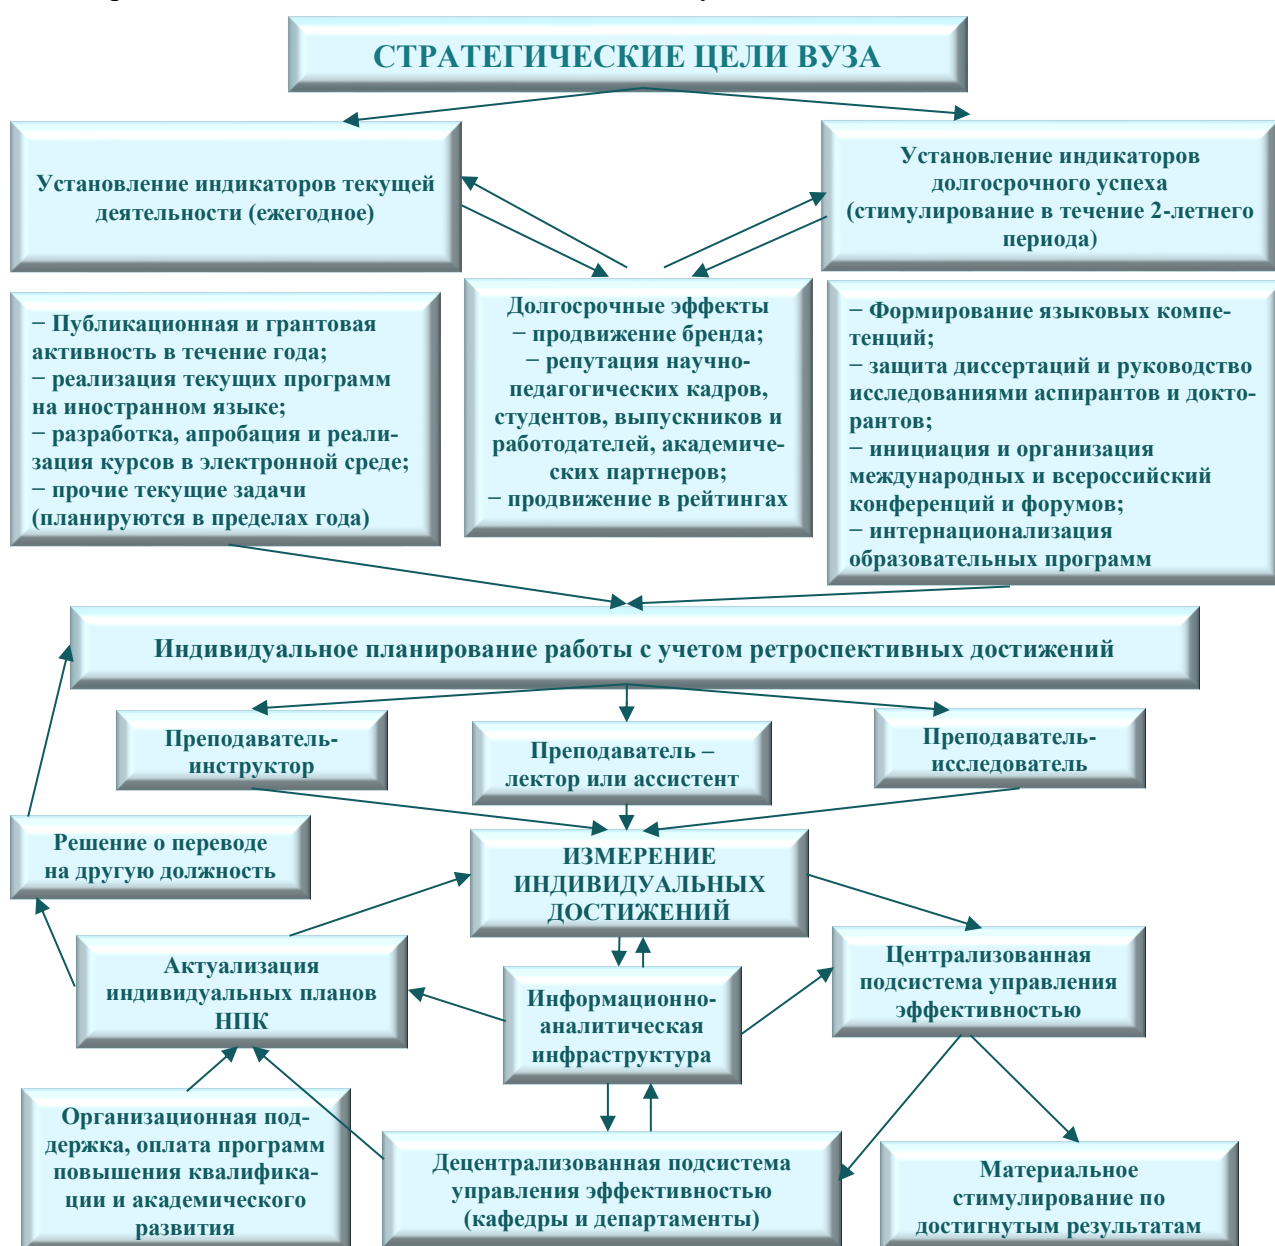 СТРАТЕГИЧЕСКИЕ ЦЕЛИ ВУЗА
Установление индикаторов текущей
деятельности (ежегодное)
Установление индикаторов
долгосрочного успеха
(стимулирование в течение 2-летнего
периода)
− Публикационная и грантовая
активность в течение года;
− реализация текущих программ
на иностранном языке;
− разработка, апробация и реали-
зация курсов в электронной среде;
− прочие текущие задачи
(планируются в пределах года)
Долгосрочные эффекты
− продвижение бренда;
− репутация научно-
педагогических кадров,
студентов, выпускников и
работодателей, академиче-
ских партнеров;
− продвижение в рейтингах
− Формирование языковых компе-
тенций;
− защита диссертаций и руководство
исследованиями аспирантов и докто-
рантов;
− инициация и организация
международных и всероссийский
конференций и форумов;
− интернационализация
образовательных программ
Индивидуальное планирование работы с учетом ретроспективных достижений
Преподаватель-
инструктор
Преподаватель –
лектор или ассистент
Преподаватель-
исследователь
Решение о переводе
на другую должность
ИЗМЕРЕНИЕ
ИНДИВИДУАЛЬНЫХ
ДОСТИЖЕНИЙ
Актуализация
индивидуальных планов
НПК
Информационно-
аналитическая
инфраструктура
Централизованная
подсистема управления
эффективностью
Организационная под-
держка, оплата программ
повышения квалифика-
ции и академического
развития
Децентрализованная подсистема
управления эффективностью
(кафедры и департаменты)
Материальное
стимулирование по
достигнутым результатам